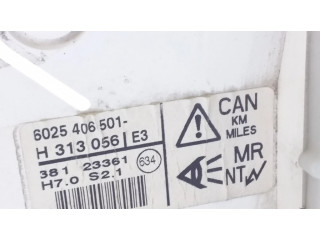 6025 406 501-
H 313 056 | E3
381 23361
H7.0 S2.1
634
CAN
KM
MILES
MR
NT